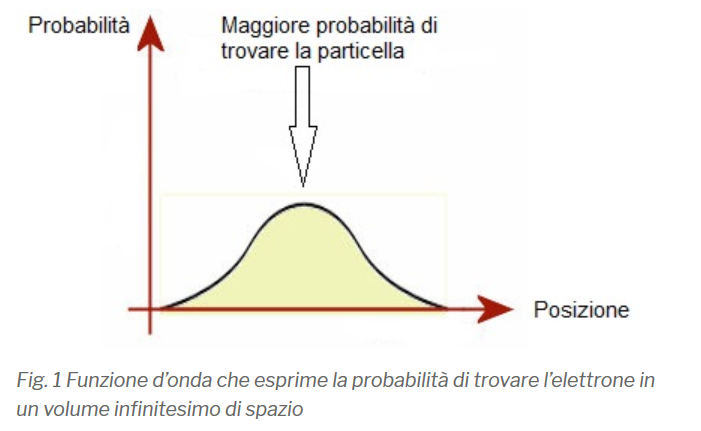 Probabilità
Maggiore probabilità di
trovare la particella
Posizione
Fig. 1 Funzione d’onda che esprime la probabilità di trovare l’elettrone in
un volume infinitesimo di spazio